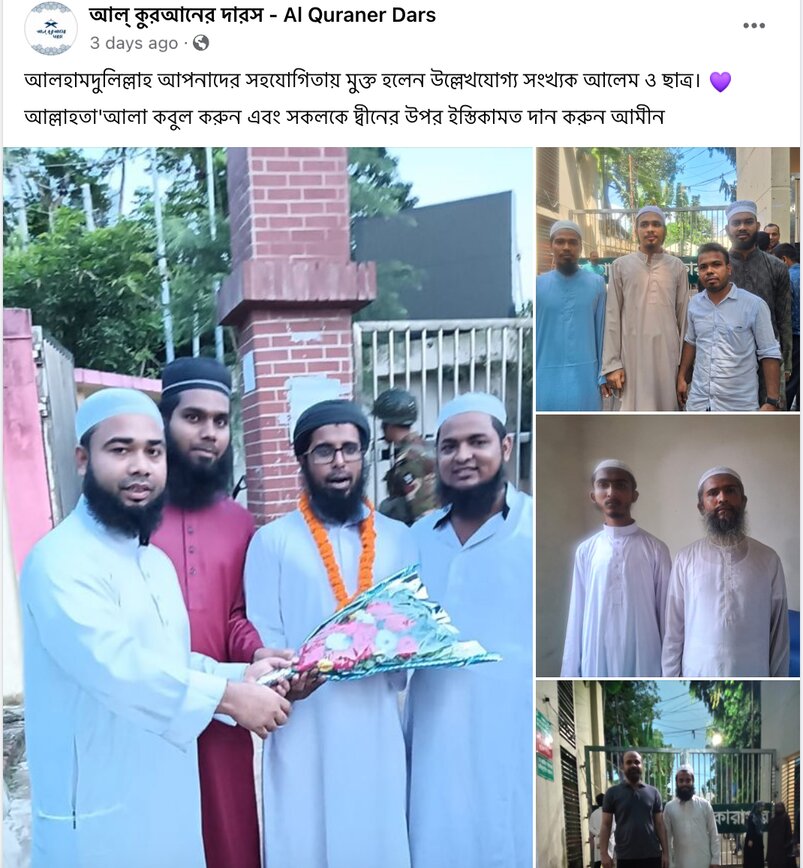 আল্ কুরআনের দারস - Al Quraner Dars
3 days ago
আলহামদুলিল্লাহ আপনাদের সহযোগিতায় মুক্ত হলেন উল্লেখযোগ্য সংখ্যক আলেম ও ছাত্র। 💜
আল্লাহতা'আলা কবুল করুন এবং সকলকে দ্বীনের উপর ইস্তিকামত দান করুন আমীন